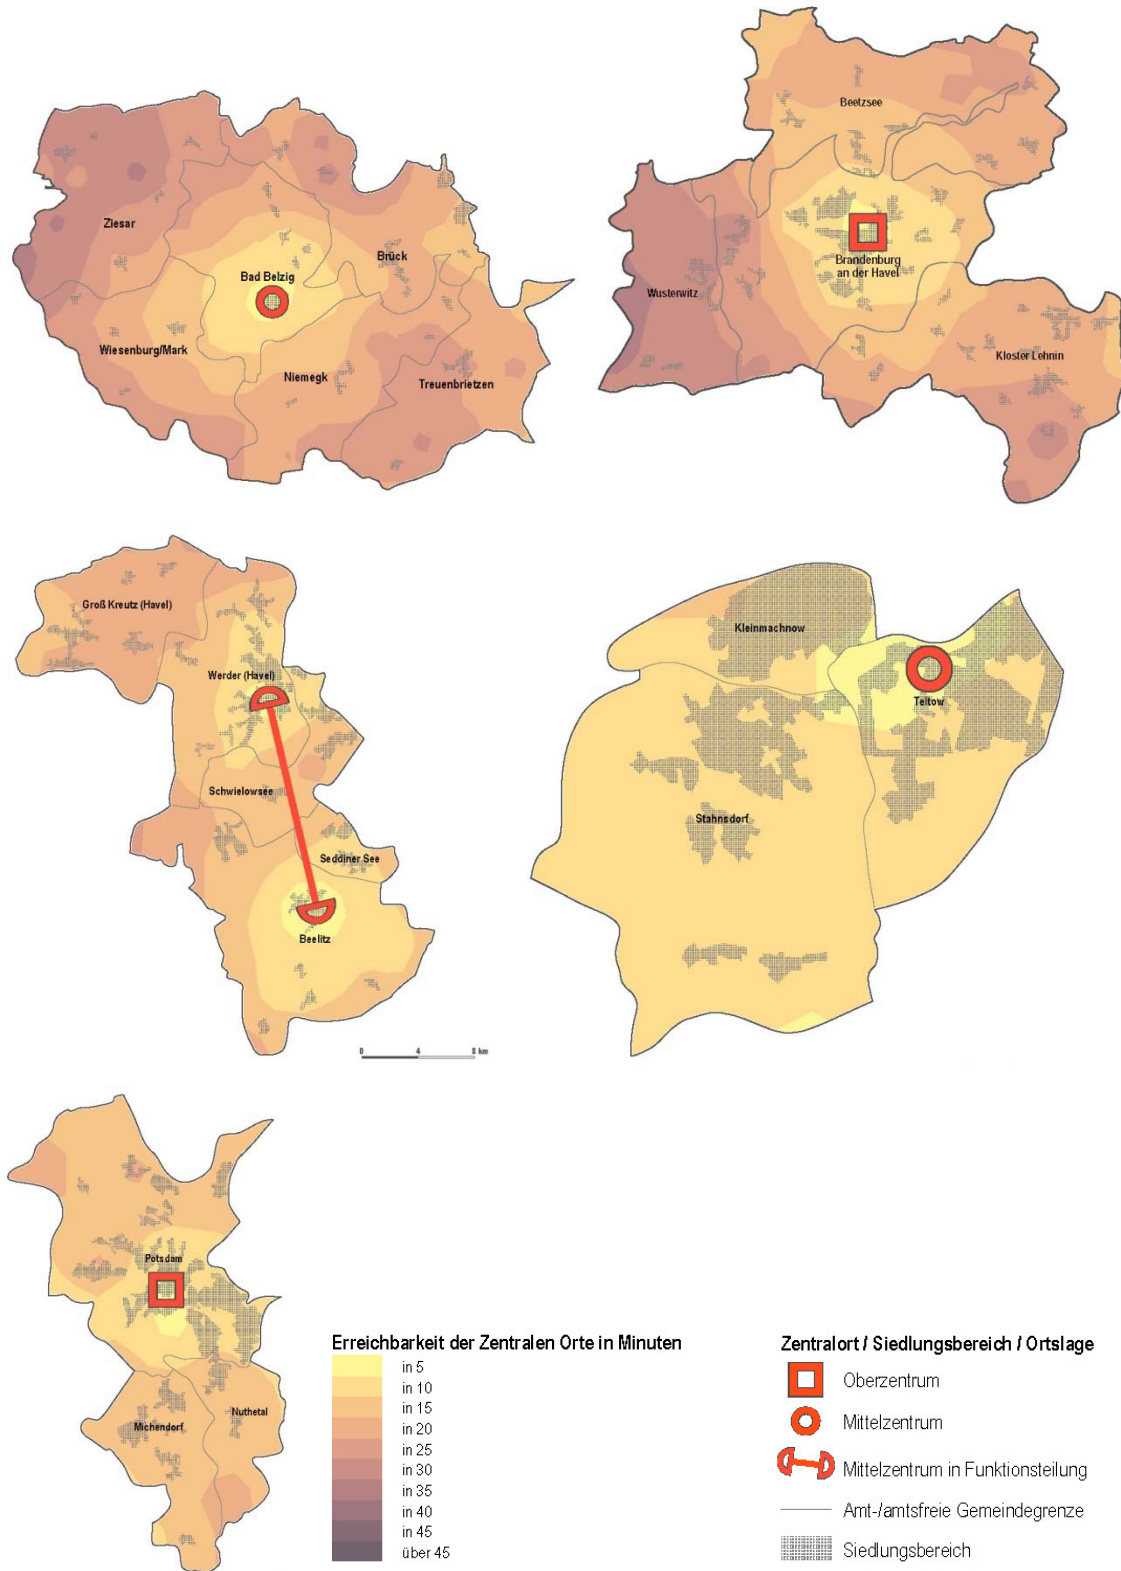 Beetzsee
Ziesar
Brück
Bad Belzig
Brandenburg
an der Havel
Wusterwitz
Wiesenburg/Mark
Niemegk
Treuenbrietzen
Kloster Lehnin
Groß Kreutz (Havel)
Kleinmachnow
Werder (Havel)
Teltow
Schwielowsee
Stahnsdorf
Seddiner See
Beelitz
0 4 8 km
Potsdam
Michendorf
Nuthetal
Erreichbarkeit der Zentralen Orte in Minuten
in 5
in 10
in 15
in 20
in 25
in 30
in 35
in 40
in 45
über 45
Zentralort / Siedlungsbereich / Ortslage
Oberzentrum
Mittelzentrum
Mittelzentrum in Funktionsteilung
Amt-/amtsfreie Gemeindegrenze
Siedlungsbereich